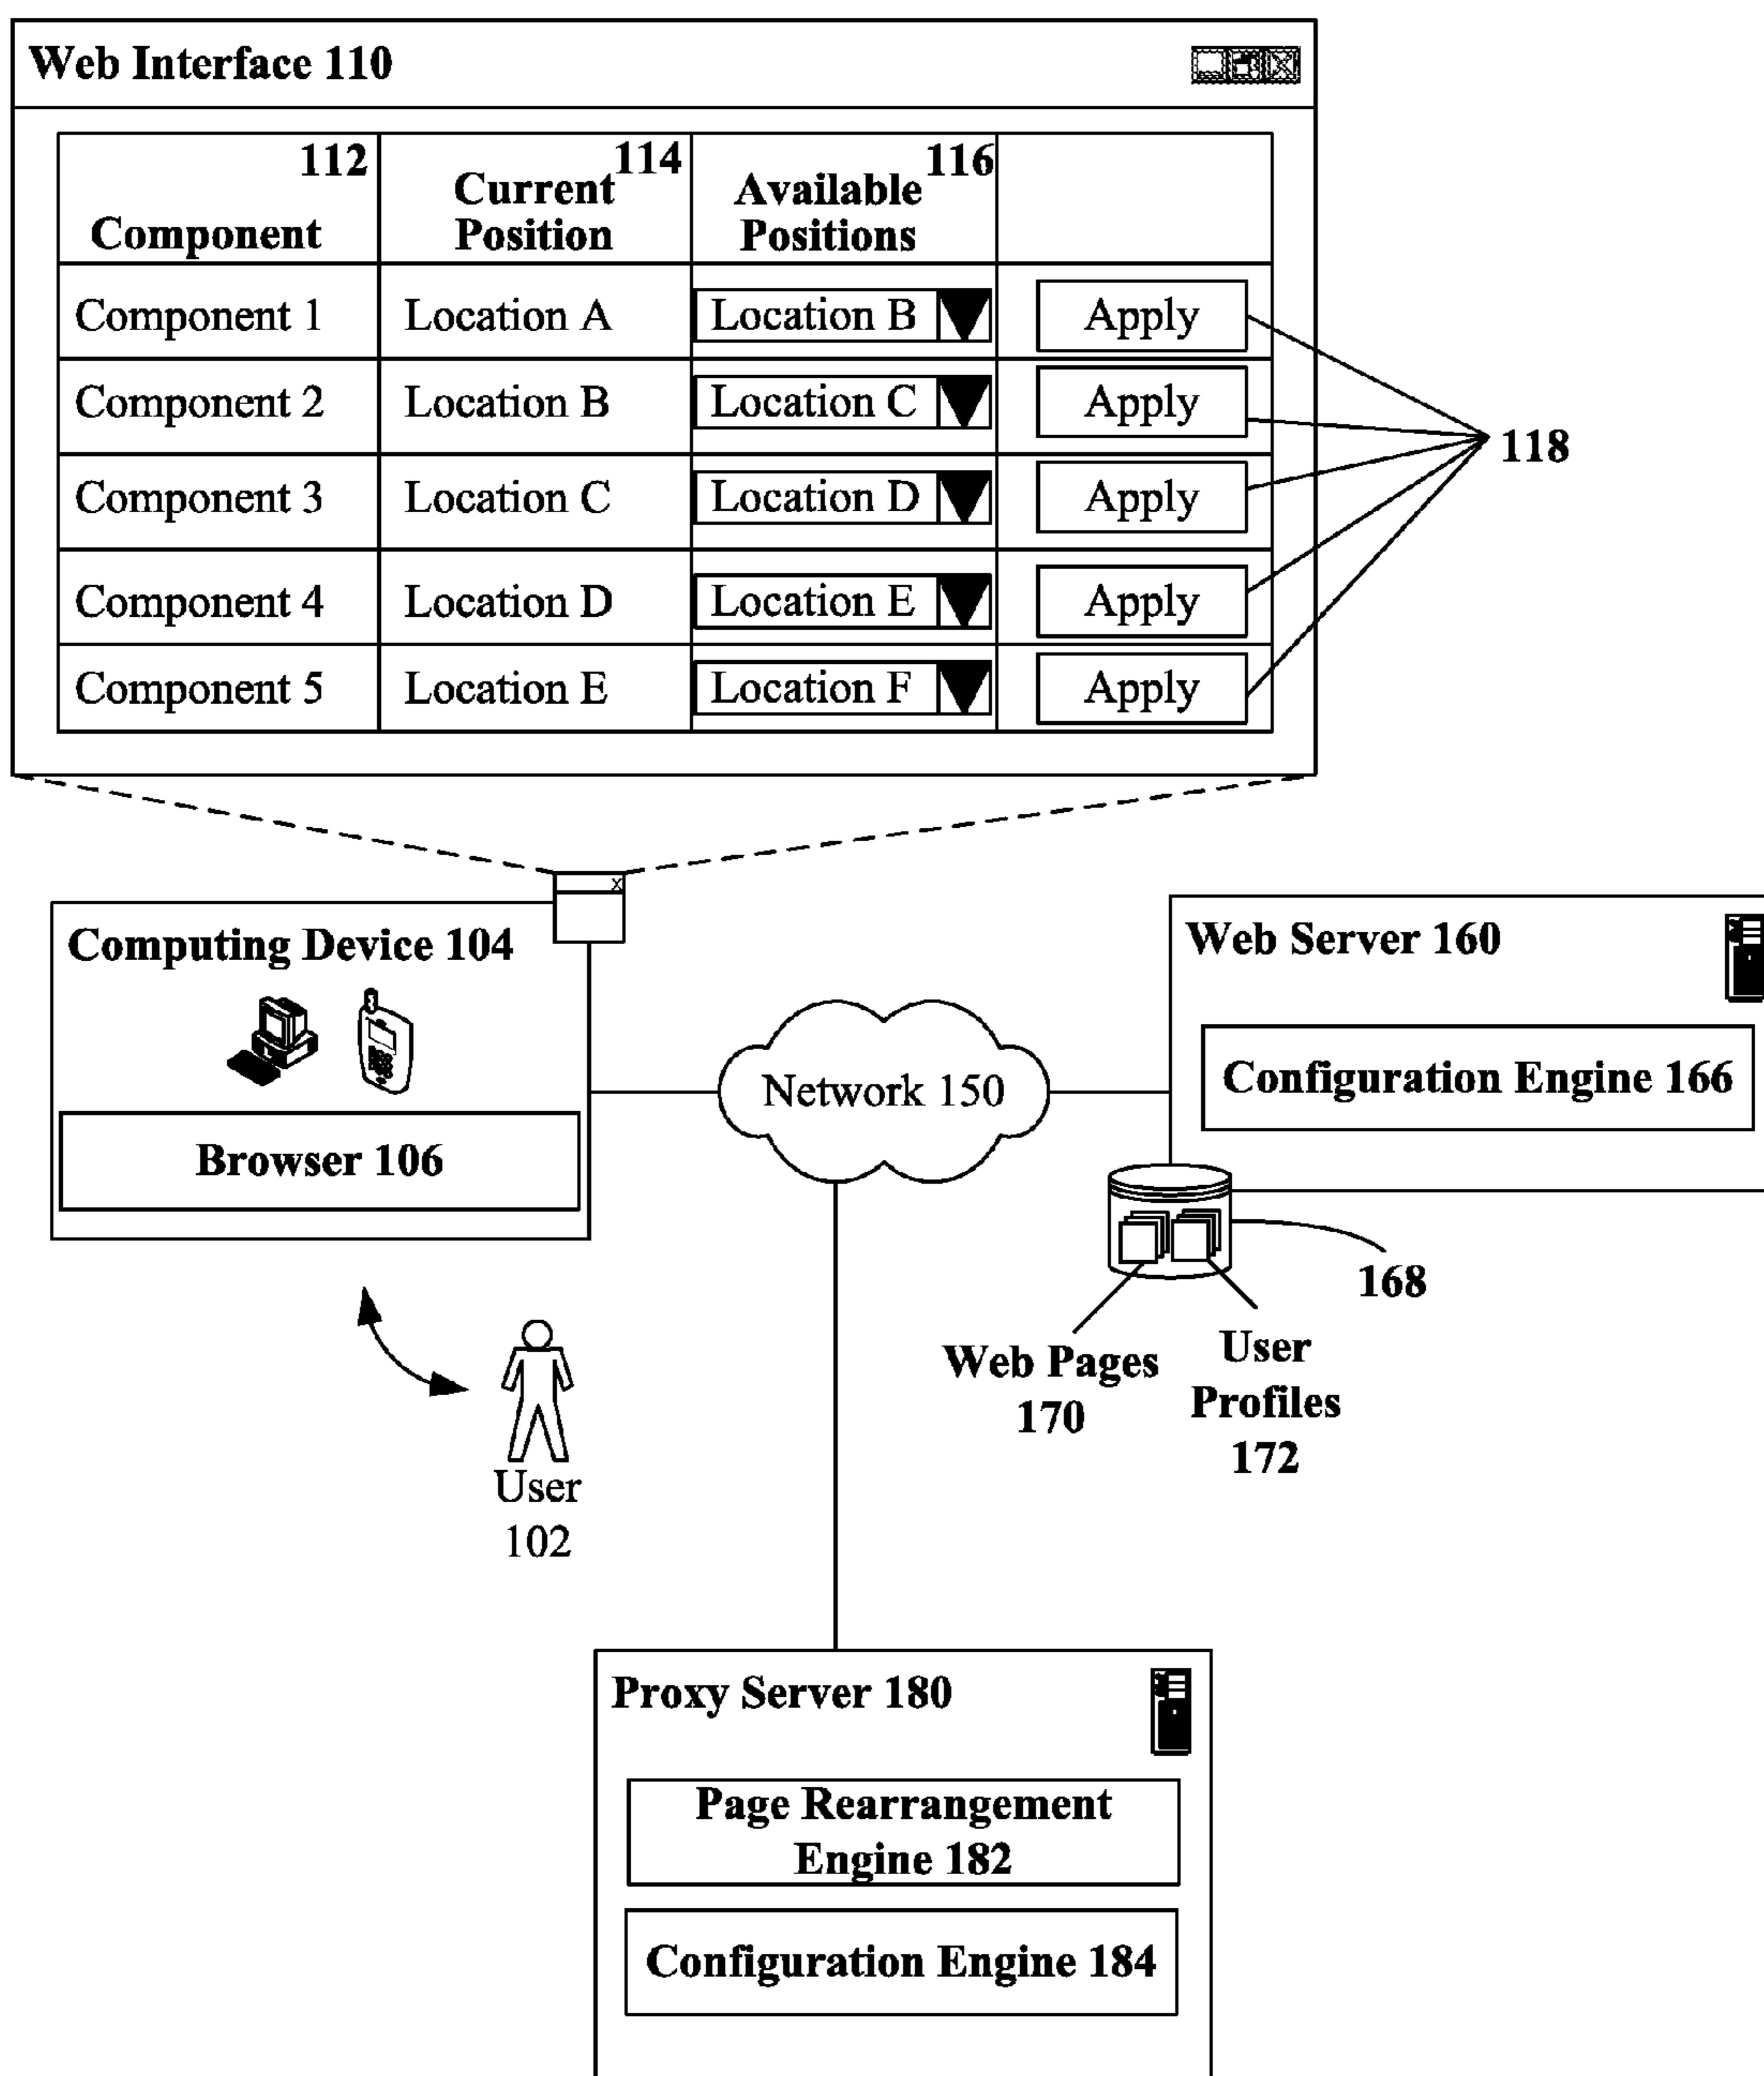 Web Interface 110
112 114 116
Component Current Position Available Positions
Component 1 Location A Location B Apply
Component 2 Location B Location C Apply
118
Component 3 Location C Location D Apply
Component 4 Location D Location E Apply
Component 5 Location E Location F Apply
x
Computing Device 104
Browser 106
Network 150
Web Server 160
Configuration Engine 166
168
Web Pages
170
User
Profiles
172
User
102
Proxy Server 180
Page Rearrangement
Engine 182
Configuration Engine 184